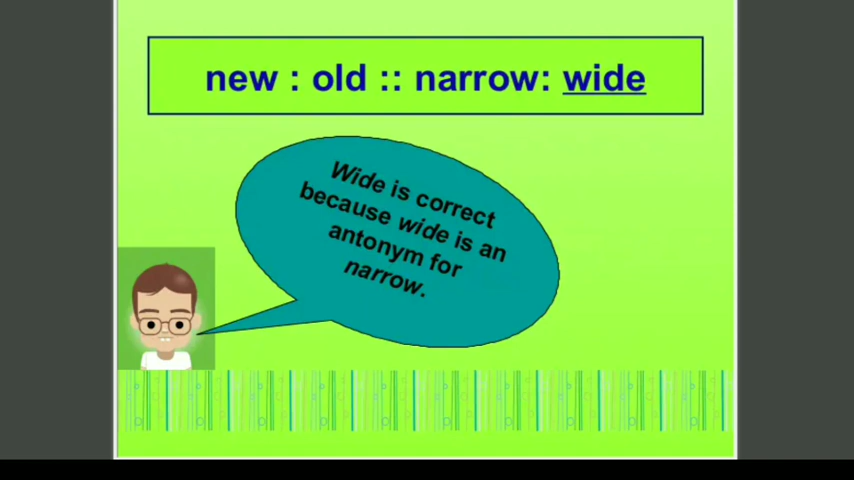 new : old :: narrow: wide
Wide is correct
because wide is an
antonym for
narrow.